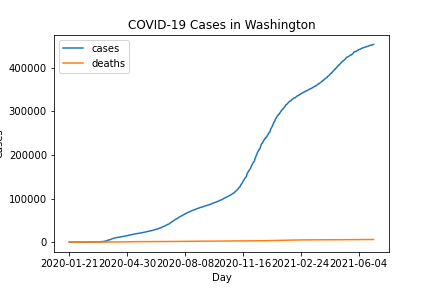 COVID-19 Cases in Washington
cases
deaths
400000
300000
200000
100000
0
cases
2020-01-21 2020-04-30 2020-08-08 2020-11-16 2021-02-24 2021-06-04
Day